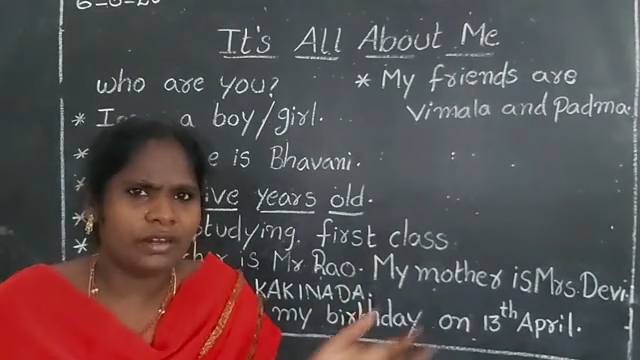 It's All About Me
who are you?
* I a boy/girl.
* is Bhavani.
* years old.
* studying first class
* is Mr. Rao. My mother is Mrs. Devi.
KAKINADA.
my birthday on 13th April.
* My friends are
Vimala and Padma.